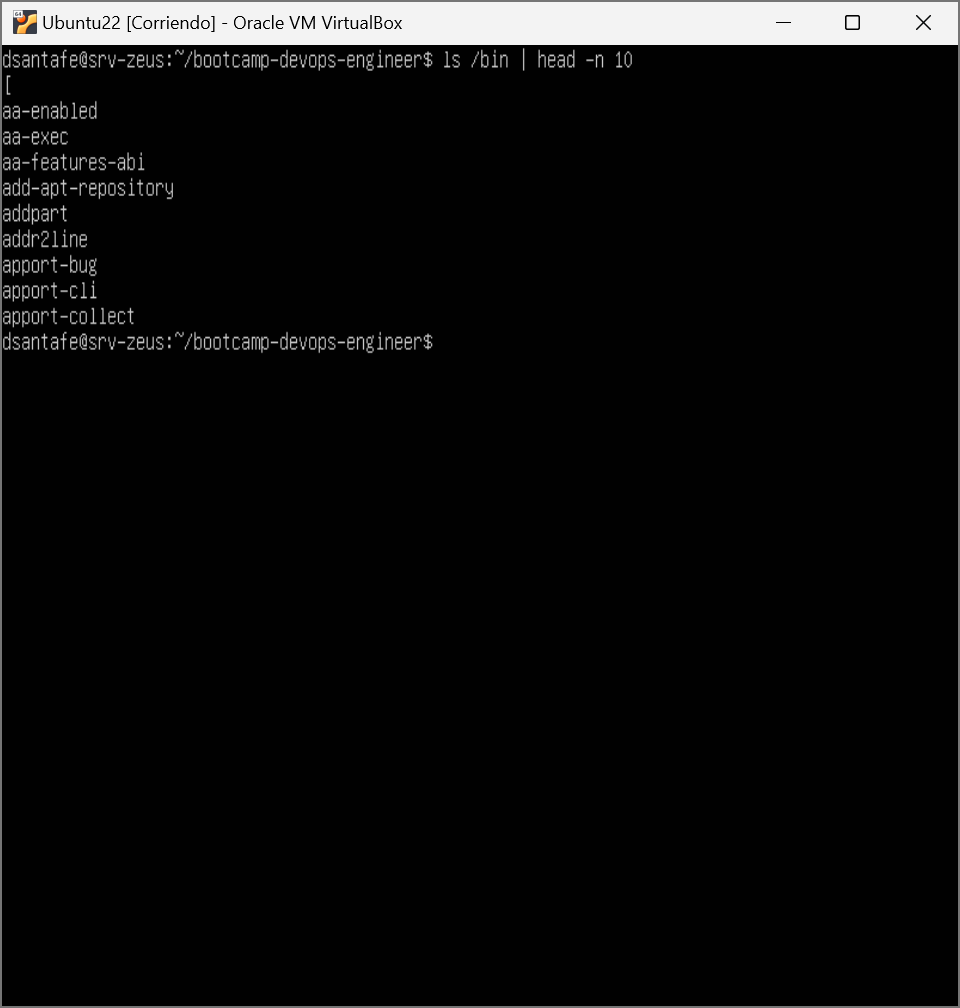 Ubuntu22 [Corriendo] - Oracle VM VirtualBox
dsantafe@srv-zeus:~/bootcamp-devops-engineer$ ls /bin | head -n 10
[
aa-enabled
aa-exec
aa-features-abi
add-apt-repository
addpart
addr2line
apport-bug
apport-cli
apport-collect
dsantafe@srv-zeus:~/bootcamp-devops-engineer$